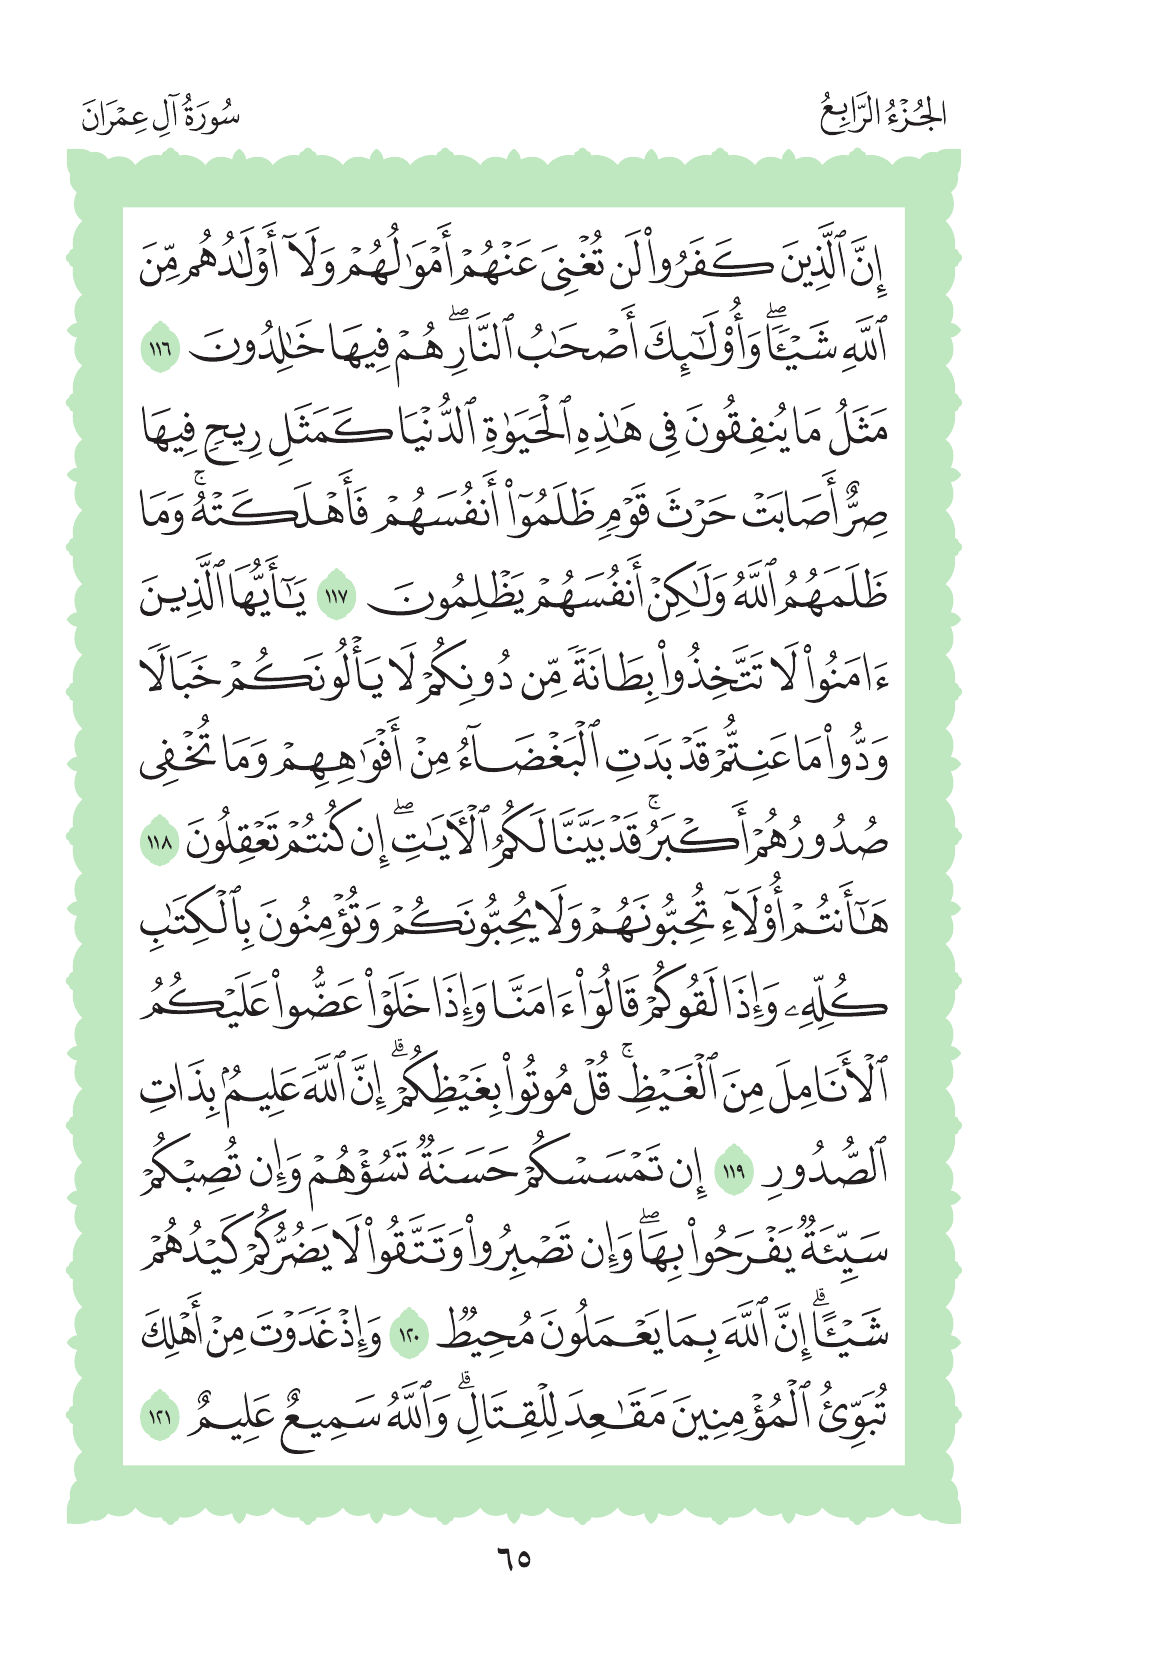 الجُزْءُ الرَّابِعُ
سُورَةُ آلِ عِمْرَانَ
إِنَّ ٱلَّذِينَ كَفَرُوا۟ لَن تُغْنِىَ عَنْهُمْ أَمْوَٰلُهُمْ وَلَآ أَوْلَـٰدُهُم مِّنَ
ٱللَّهِ شَيْـًٔا ۖ وَأُو۟لَـٰٓئِكَ أَصْحَـٰبُ ٱلنَّارِ ۖ هُمْ فِيهَا خَـٰلِدُونَ ١١٦
مَثَلُ مَا يُنفِقُونَ فِى هَـٰذِهِ ٱلْحَيَوٰةِ ٱلدُّنْيَا كَمَثَلِ رِيحٍ فِيهَا
صِرٌّ أَصَابَتْ حَرْثَ قَوْمٍ ظَلَمُوٓا۟ أَنفُسَهُمْ فَأَهْلَكَتْهُ ۚ وَمَا
ظَلَمَهُمُ ٱللَّهُ وَلَـٰكِنْ أَنفُسَهُمْ يَظْلِمُونَ ١١٧ يَـٰٓأَيُّهَا ٱلَّذِينَ
ءَامَنُوا۟ لَا تَتَّخِذُوا۟ بِطَانَةً مِّن دُونِكُمْ لَا يَأْلُونَكُمْ خَبَالًا
وَدُّوا۟ مَا عَنِتُّمْ قَدْ بَدَتِ ٱلْبَغْضَآءُ مِنْ أَفْوَٰهِهِمْ وَمَا تُخْفِى
صُدُورُهُمْ أَكْبَرُ ۚ قَدْ بَيَّنَّا لَكُمُ ٱلْـَٔايَـٰتِ ۖ إِن كُنتُمْ تَعْقِلُونَ ١١٨
هَـٰٓأَنتُمْ أُو۟لَآءِ تُحِبُّونَهُمْ وَلَا يُحِبُّونَكُمْ وَتُؤْمِنُونَ بِٱلْكِتَـٰبِ
كُلِّهِۦ وَإِذَا لَقُوكُمْ قَالُوٓا۟ ءَامَنَّا وَإِذَا خَلَوْا۟ عَضُّوا۟ عَلَيْكُمُ
ٱلْأَنَامِلَ مِنَ ٱلْغَيْظِ ۚ قُلْ مُوتُوا۟ بِغَيْظِكُمْ ۗ إِنَّ ٱللَّهَ عَلِيمٌۢ بِذَاتِ
ٱلصُّدُورِ ١١٩ إِن تَمْسَسْكُمْ حَسَنَةٌ تَسُؤْهُمْ وَإِن تُصِبْكُمْ
سَيِّئَةٌ يَفْرَحُوا۟ بِهَا ۖ وَإِن تَصْبِرُوا۟ وَتَتَّقُوا۟ لَا يَضُرُّكُمْ كَيْدُهُمْ
شَيْـًٔا ۗ إِنَّ ٱللَّهَ بِمَا يَعْمَلُونَ مُحِيطٌ ١٢٠ وَإِذْ غَدَوْتَ مِنْ أَهْلِكَ
تُبَوِّئُ ٱلْمُؤْمِنِينَ مَقَـٰعِدَ لِلْقِتَالِ ۗ وَٱللَّهُ سَمِيعٌ عَلِيمٌ ١٢١
٦٥